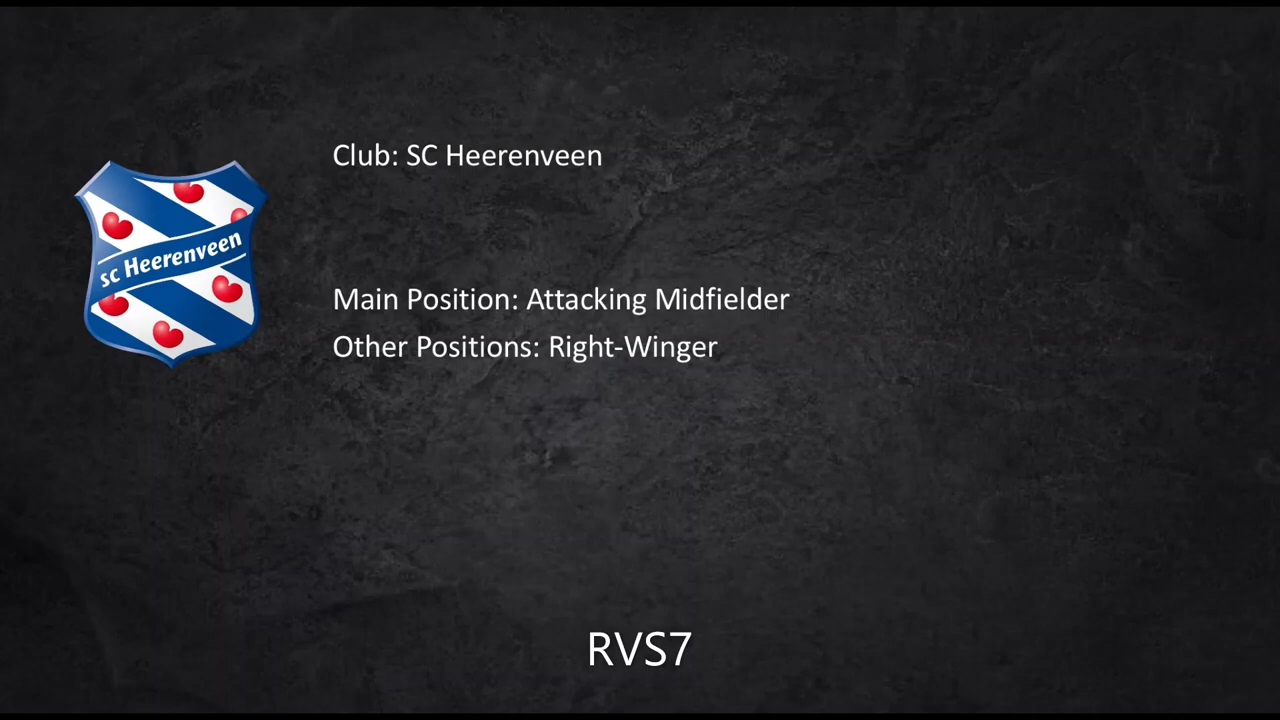 Club: SC Heerenveen
sc Heerenveen
Main Position: Attacking Midfielder
Other Positions: Right-Winger
RVS7